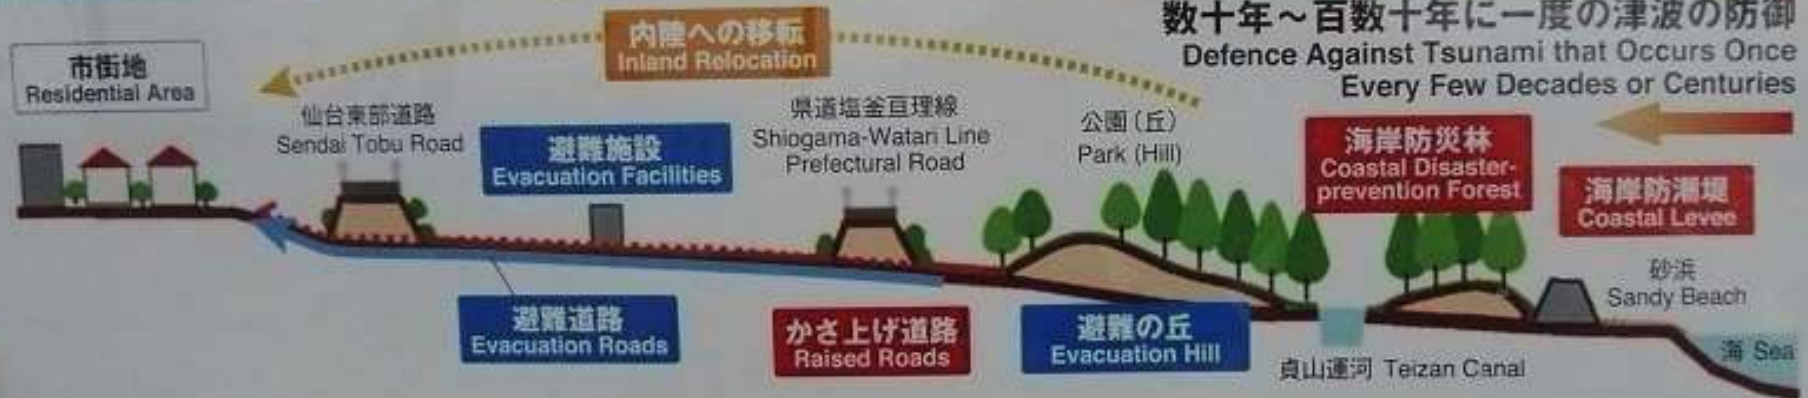 数十年～百数十年に一度の津波の防御
Defence Against Tsunami that Occurs Once
Every Few Decades or Centuries
内陸への移転
Inland Relocation
市街地
Residential Area
仙台東部道路
Sendai Tobu Road
避難施設
Evacuation Facilities
県道塩釜亘理線
Shiogama-Watari Line
Prefectural Road
公園（丘）
Park (Hill)
海岸防災林
Coastal Disaster-
prevention Forest
海岸防潮堤
Coastal Levee
砂浜
Sandy Beach
避難道路
Evacuation Roads
かさ上げ道路
Raised Roads
避難の丘
Evacuation Hill
貞山運河 Teizan Canal
海 Sea